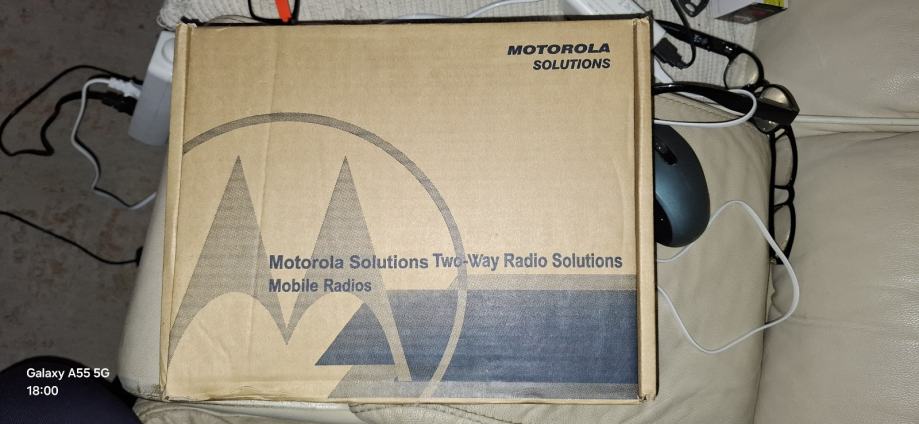 MOTOROLA
SOLUTIONS
Motorola Solutions Two-Way Radio Solutions
Mobile Radios
Galaxy A55 5G
18:00